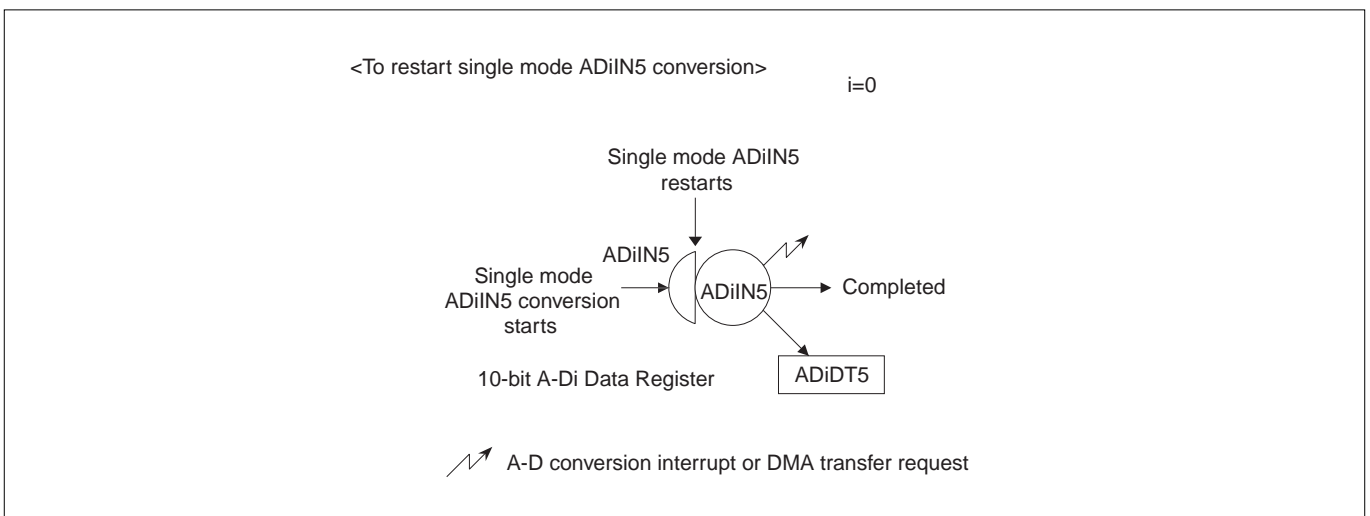 <To restart single mode ADiIN5 conversion>
i=0
Single mode ADiIN5
restarts
ADiIN5
Single mode
ADiIN5 conversion
starts
ADiIN5
Completed
10-bit A-Di Data Register
ADiDT5
A-D conversion interrupt or DMA transfer request